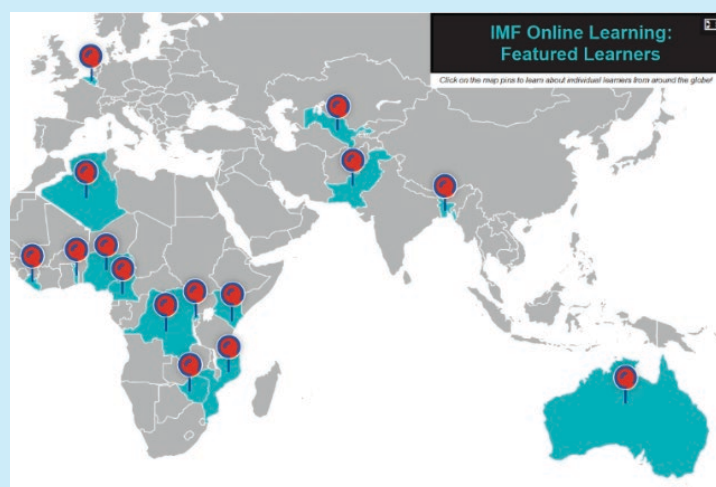 IMF Online Learning:
Featured Learners
Click on the map pins to learn about individual learners from around the globe!